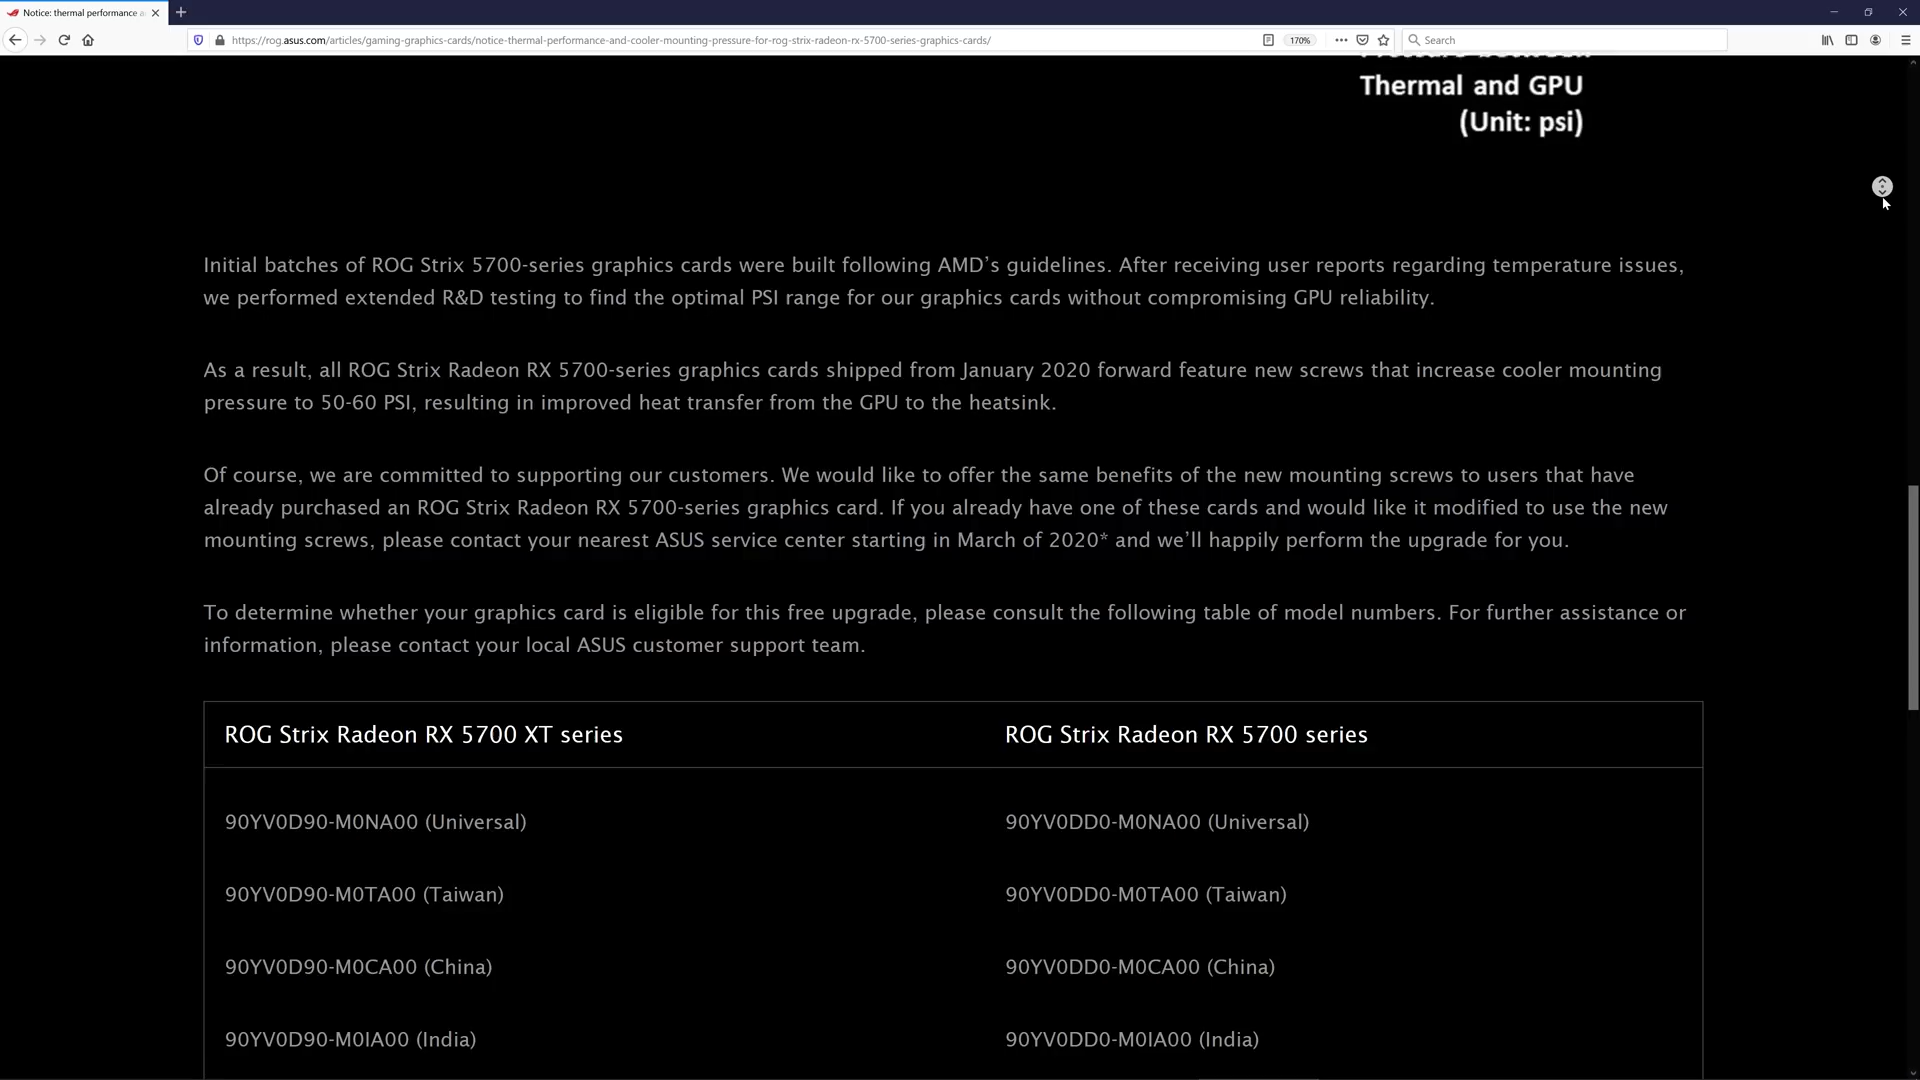 Notice: thermal performance a
https://rog.asus.com/articles/gaming-graphics-cards/notice-thermal-performance-and-cooler-mounting-pressure-for-rog-strix-radeon-rx-5700-series-graphics-cards/
170%
Search
Pressure between
Thermal and GPU
(Unit: psi)
Initial batches of ROG Strix 5700-series graphics cards were built following AMD's guidelines. After receiving user reports regarding temperature issues,
we performed extended R&D testing to find the optimal PSI range for our graphics cards without compromising GPU reliability.
As a result, all ROG Strix Radeon RX 5700-series graphics cards shipped from January 2020 forward feature new screws that increase cooler mounting
pressure to 50-60 PSI, resulting in improved heat transfer from the GPU to the heatsink.
Of course, we are committed to supporting our customers. We would like to offer the same benefits of the new mounting screws to users that have
already purchased an ROG Strix Radeon RX 5700-series graphics card. If you already have one of these cards and would like it modified to use the new
mounting screws, please contact your nearest ASUS service center starting in March of 2020* and we'll happily perform the upgrade for you.
To determine whether your graphics card is eligible for this free upgrade, please consult the following table of model numbers. For further assistance or
information, please contact your local ASUS customer support team.
ROG Strix Radeon RX 5700 XT series
ROG Strix Radeon RX 5700 series
90YV0D90-M0NA00 (Universal)
90YV0DD0-M0NA00 (Universal)
90YV0D90-M0TA00 (Taiwan)
90YV0DD0-M0TA00 (Taiwan)
90YV0D90-M0CA00 (China)
90YV0DD0-M0CA00 (China)
90YV0D90-M0IA00 (India)
90YV0DD0-M0IA00 (India)